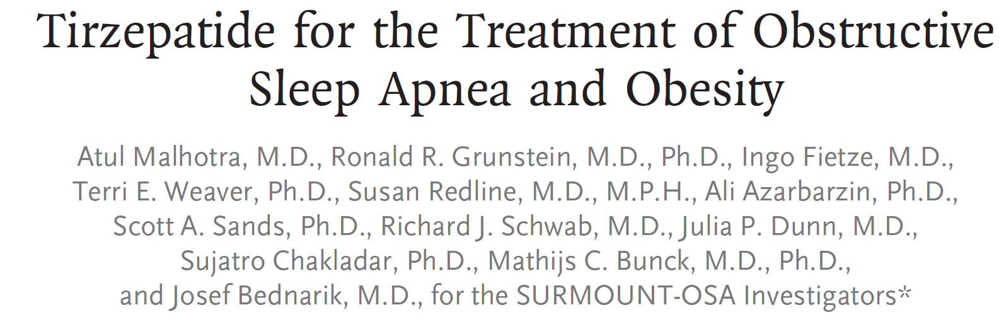 Tirzepatide for the Treatment of Obstructive
Sleep Apnea and Obesity
Atul Malhotra, M.D., Ronald R. Grunstein, M.D., Ph.D., Ingo Fietze, M.D.,
Terri E. Weaver, Ph.D., Susan Redline, M.D., M.P.H., Ali Azarbarzin, Ph.D.,
Scott A. Sands, Ph.D., Richard J. Schwab, M.D., Julia P. Dunn, M.D.,
Sujatro Chakladar, Ph.D., Mathijs C. Bunck, M.D., Ph.D.,
and Josef Bednarik, M.D., for the SURMOUNT-OSA Investigators*